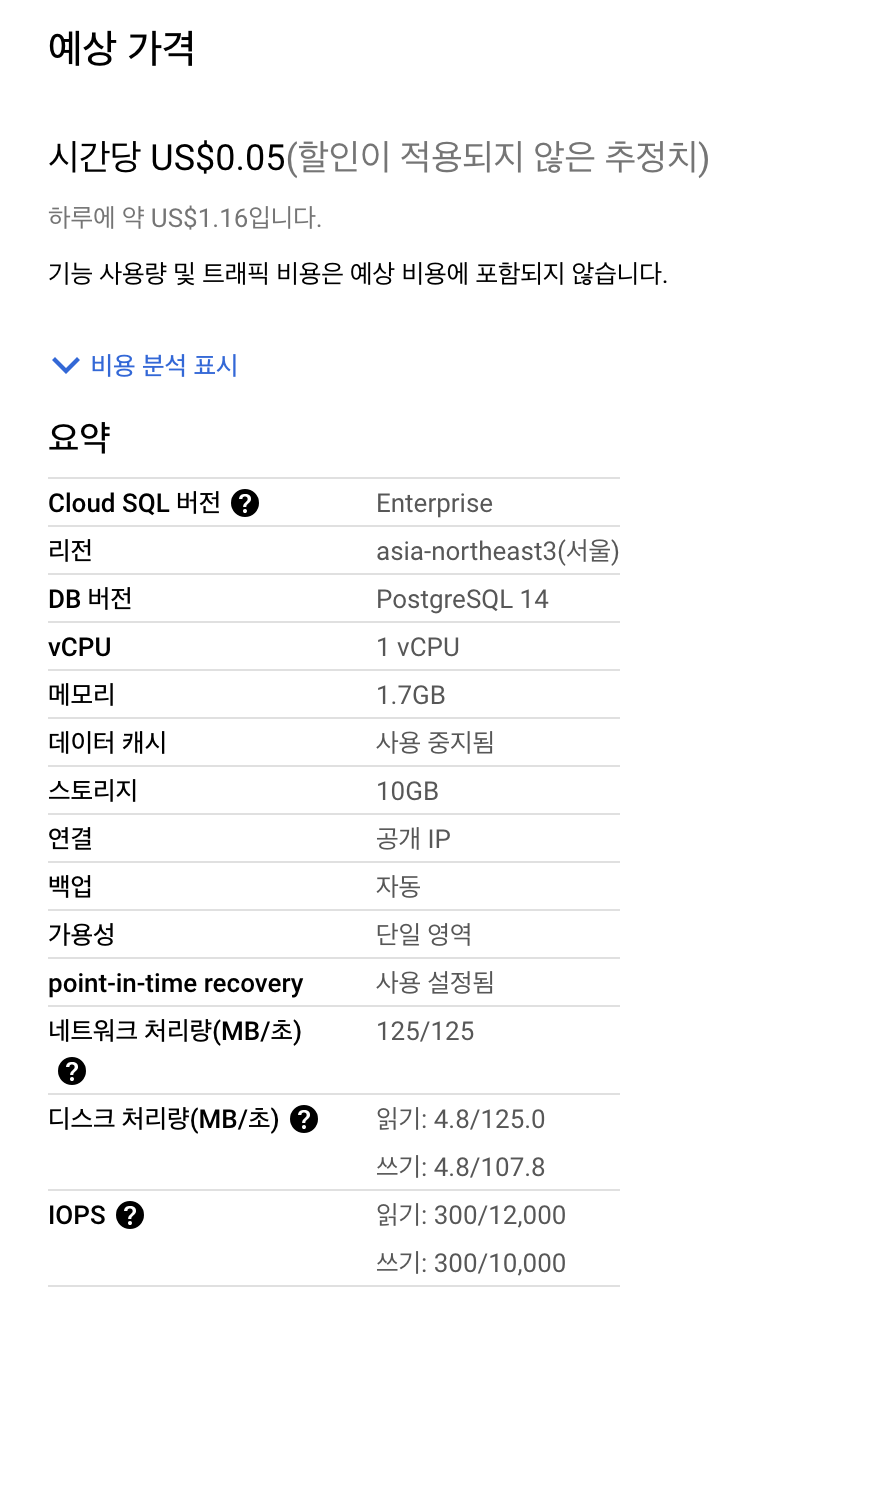 예상 가격
시간당 US$0.05(할인이 적용되지 않은 추정치)
하루에 약 US$1.16입니다.
기능 사용량 및 트래픽 비용은 예상 비용에 포함되지 않습니다.
비용 분석 표시
요약
Cloud SQL 버전 ? Enterprise
리전 asia-northeast3(서울)
DB 버전 PostgreSQL 14
vCPU 1 vCPU
메모리 1.7GB
데이터 캐시 사용 중지됨
스토리지 10GB
연결 공개 IP
백업 자동
가용성 단일 영역
point-in-time recovery 사용 설정됨
네트워크 처리량(MB/초) 125/125
?
디스크 처리량(MB/초) ? 읽기: 4.8/125.0
쓰기: 4.8/107.8
IOPS ? 읽기: 300/12,000
쓰기: 300/10,000